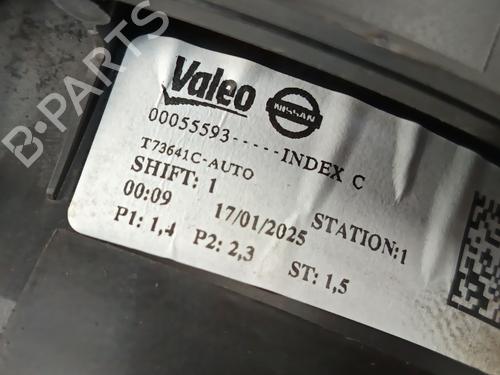 Valeo NISSAN
00055593-----INDEX C
T73641C-AUTO
SHIFT: 1
00:09 17/01/2025 STATION:1
P1: 1,4 P2: 2,3 ST: 1,5
B-PARTS